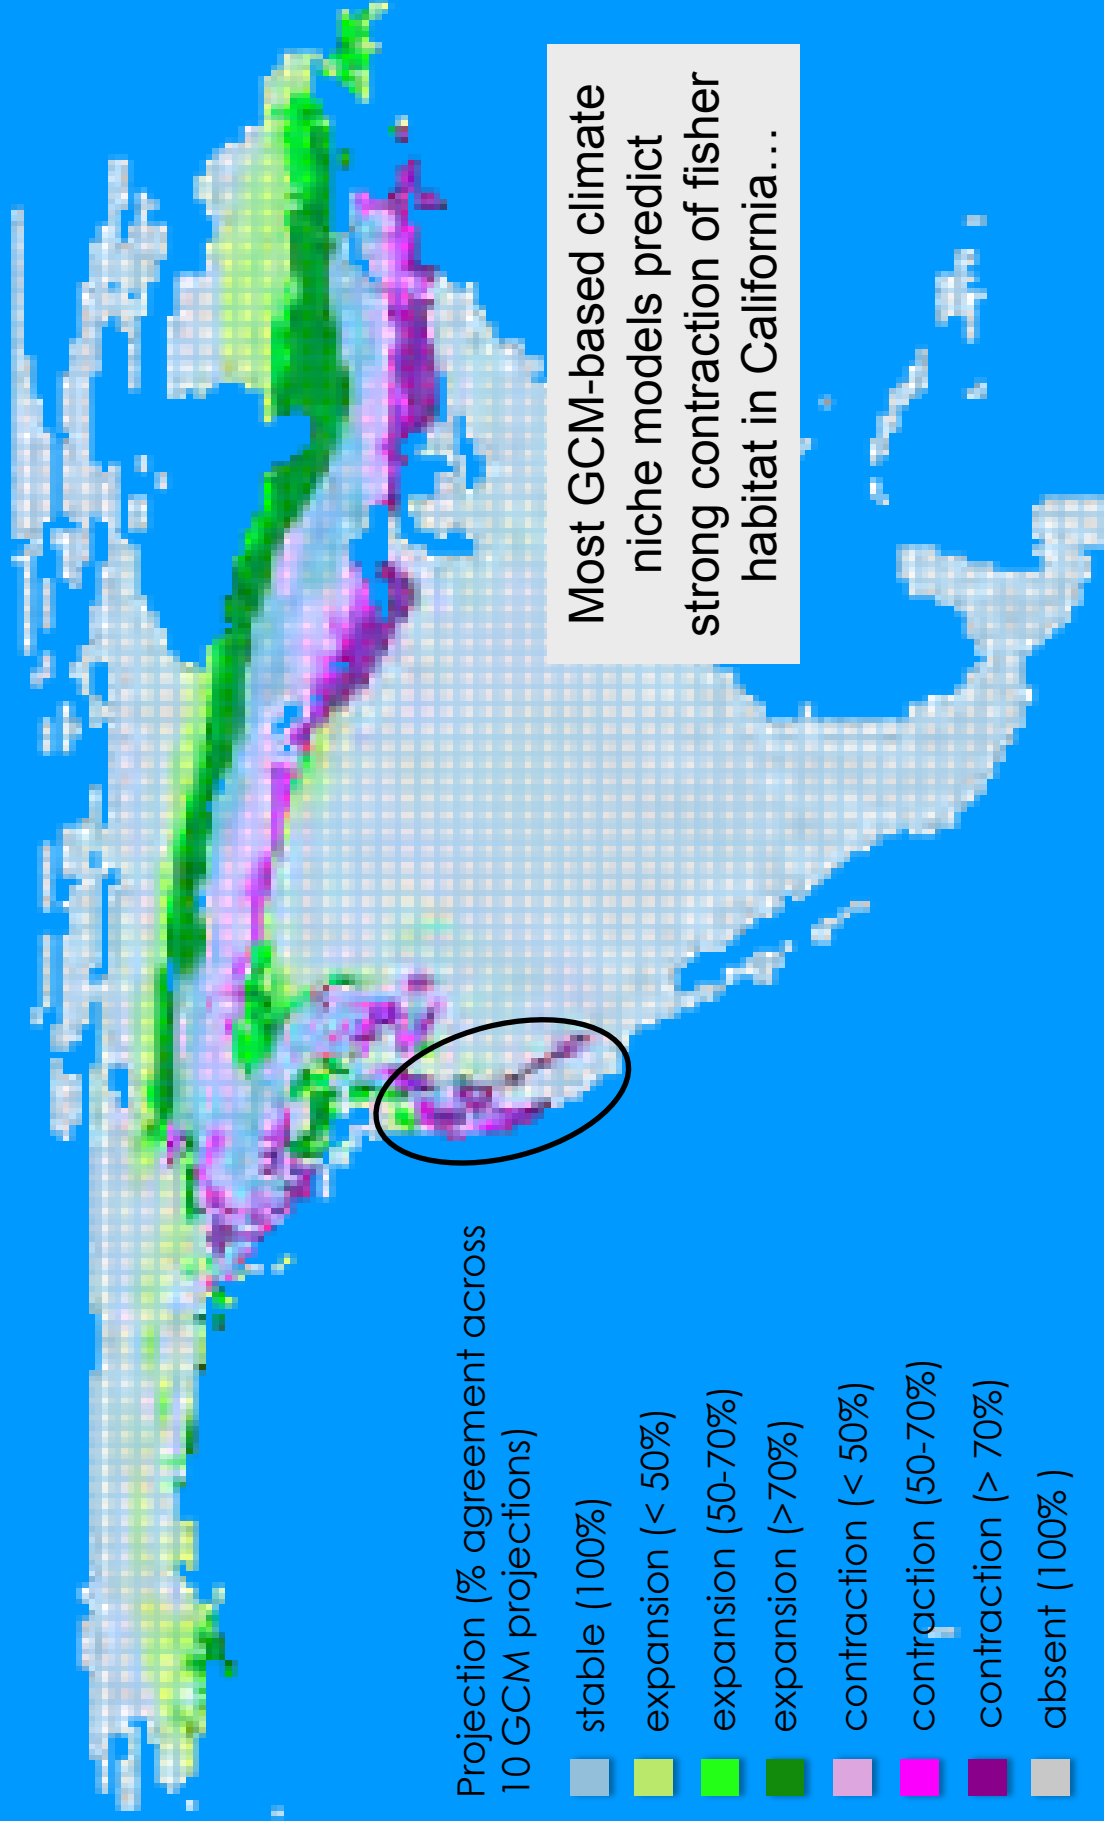 Most GCM-based climate
niche models predict
strong contraction of fisher
habitat in California…
Projection (% agreement across
10 GCM projections)
stable (100%)
expansion (< 50%)
expansion (50-70%)
expansion (>70%)
contraction (< 50%)
contraction (50-70%)
contraction (> 70%)
absent (100% )